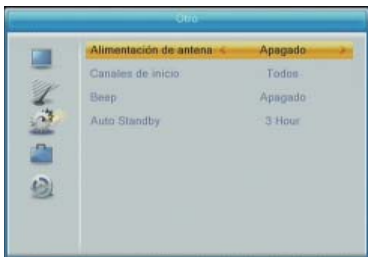 Otro
Alimentación de antena < Apagado >
Canales de inicio Todos
Beep Apagado
Auto Standby 3 Hour